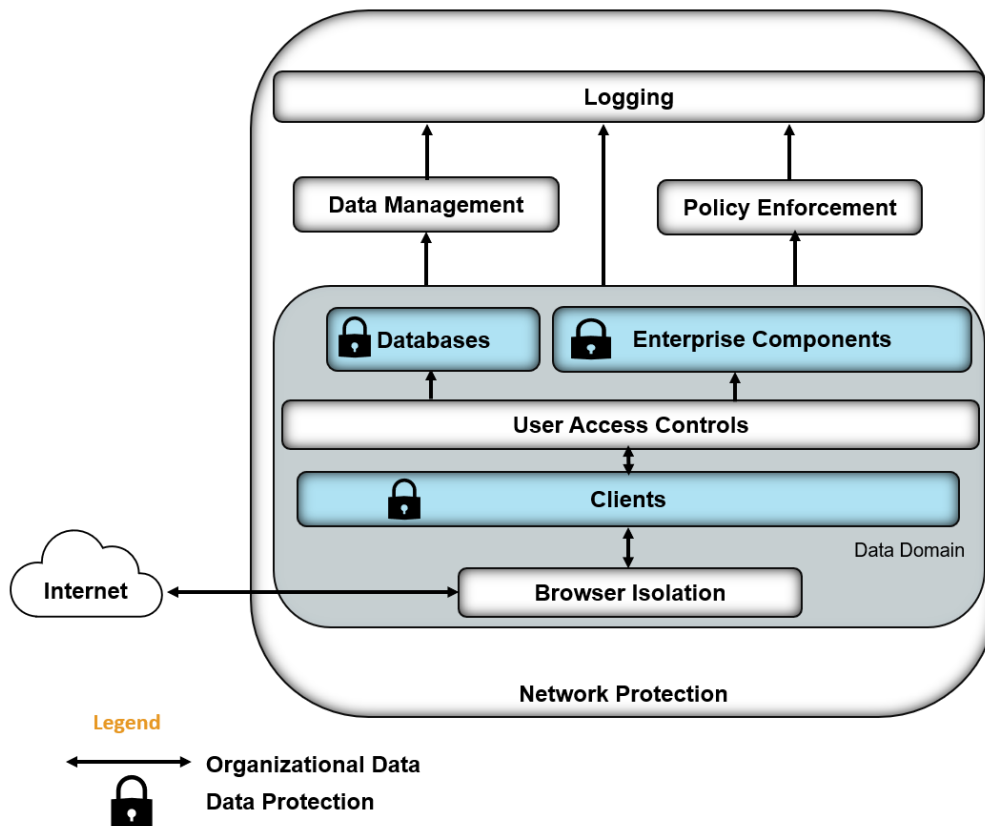 Logging
Data Management
Policy Enforcement
Databases
Enterprise Components
User Access Controls
Clients
Data Domain
Internet
Browser Isolation
Network Protection
Legend
Organizational Data
Data Protection